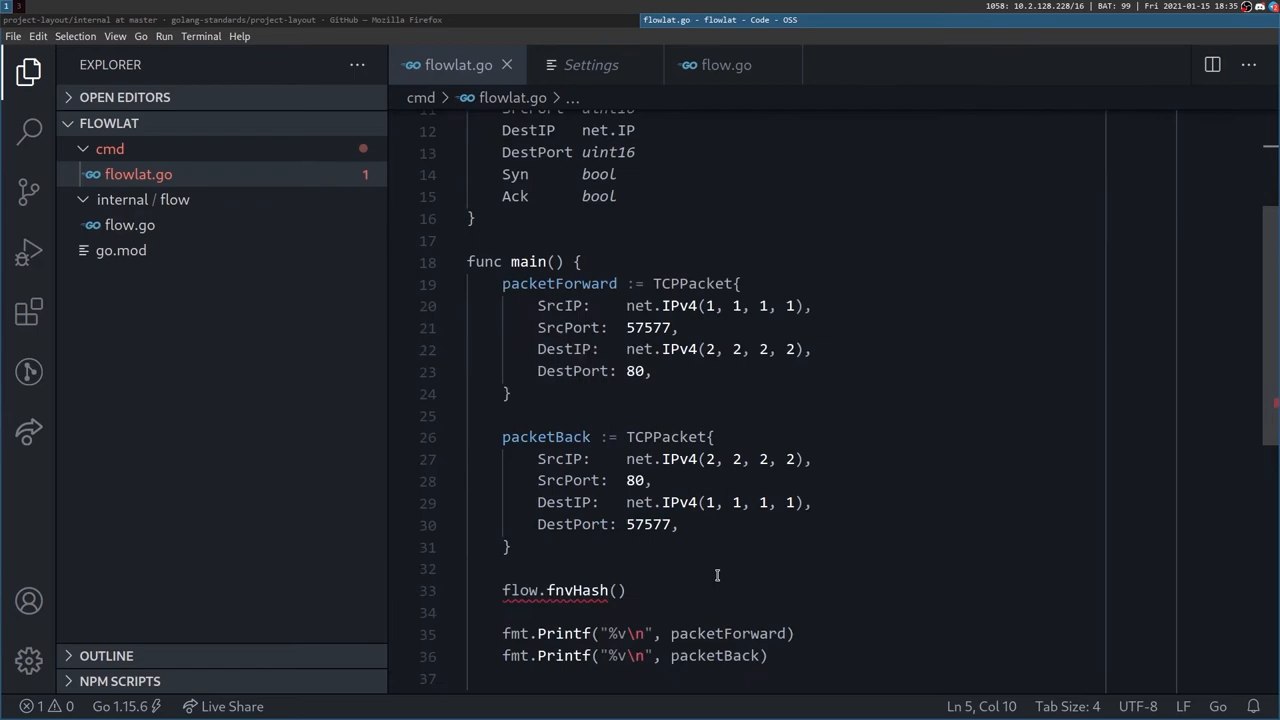 1 3 1058: 10.2.128.228/16 | BAT: 99 | Fri 2021-01-15 18:35
project-layout/internal at master · golang-standards/project-layout · GitHub — Mozilla Firefox
flowlat.go - flowlat - Code - OSS
File Edit Selection View Go Run Terminal Help
EXPLORER
flowlat.go
Settings
flow.go
OPEN EDITORS
cmd > flowlat.go > ...
FLOWLAT
cmd
flowlat.go 1
internal / flow
flow.go
go.mod
11 SrcPort uint16
12 DestIP net.IP
13 DestPort uint16
14 Syn bool
15 Ack bool
16 }
17
18 func main() {
19 packetForward := TCPPacket{
20 SrcIP: net.IPv4(1, 1, 1, 1),
21 SrcPort: 57577,
22 DestIP: net.IPv4(2, 2, 2, 2),
23 DestPort: 80,
24 }
25
26 packetBack := TCPPacket{
27 SrcIP: net.IPv4(2, 2, 2, 2),
28 SrcPort: 80,
29 DestIP: net.IPv4(1, 1, 1, 1),
30 DestPort: 57577,
31 }
32
33 flow.fnvHash()
34
35 fmt.Printf("%v\n", packetForward)
36 fmt.Printf("%v\n", packetBack)
37
OUTLINE
NPM SCRIPTS
1 0 Go 1.15.6 Live Share Ln 5, Col 10 Tab Size: 4 UTF-8 LF Go